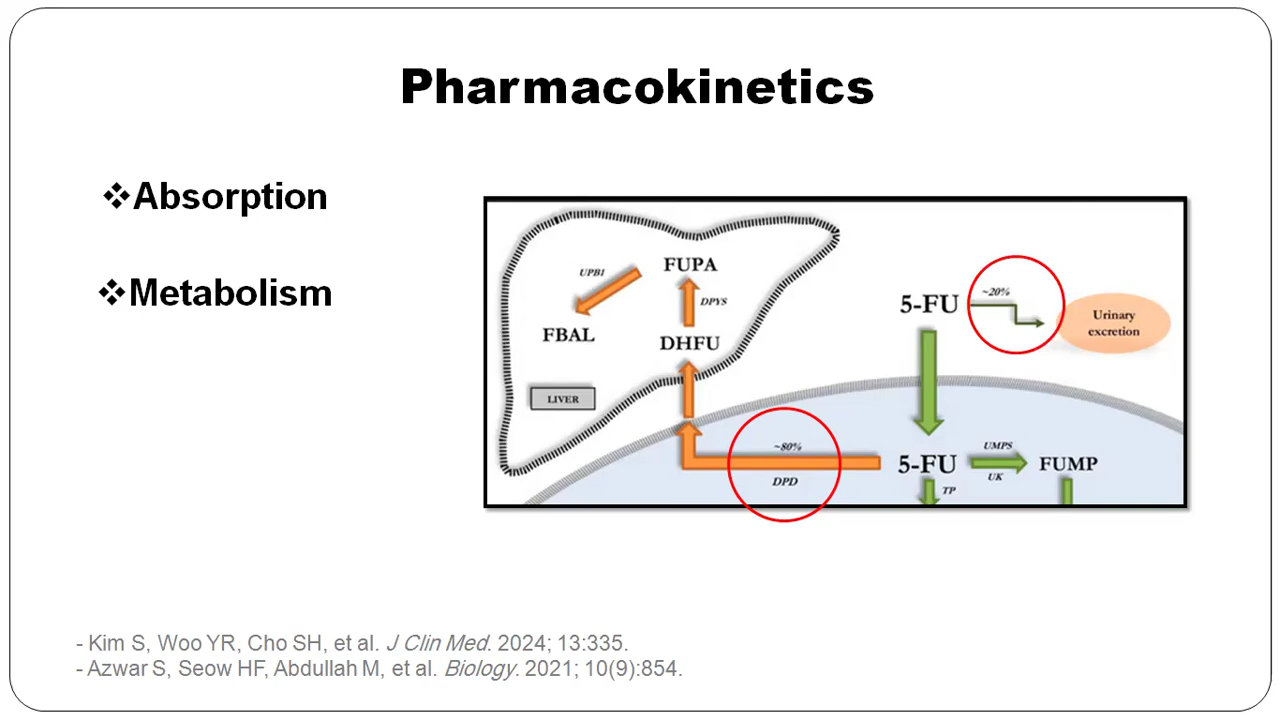 Pharmacokinetics
❖Absorption
❖Metabolism
UPB1
FUPA
DPYS
FBAL
DHFU
LIVER
5-FU
~20%
Urinary
excretion
~80%
DPD
5-FU
UMPS
UK
FUMP
TP
- Kim S, Woo YR, Cho SH, et al. J Clin Med. 2024; 13:335.
- Azwar S, Seow HF, Abdullah M, et al. Biology. 2021; 10(9):854.